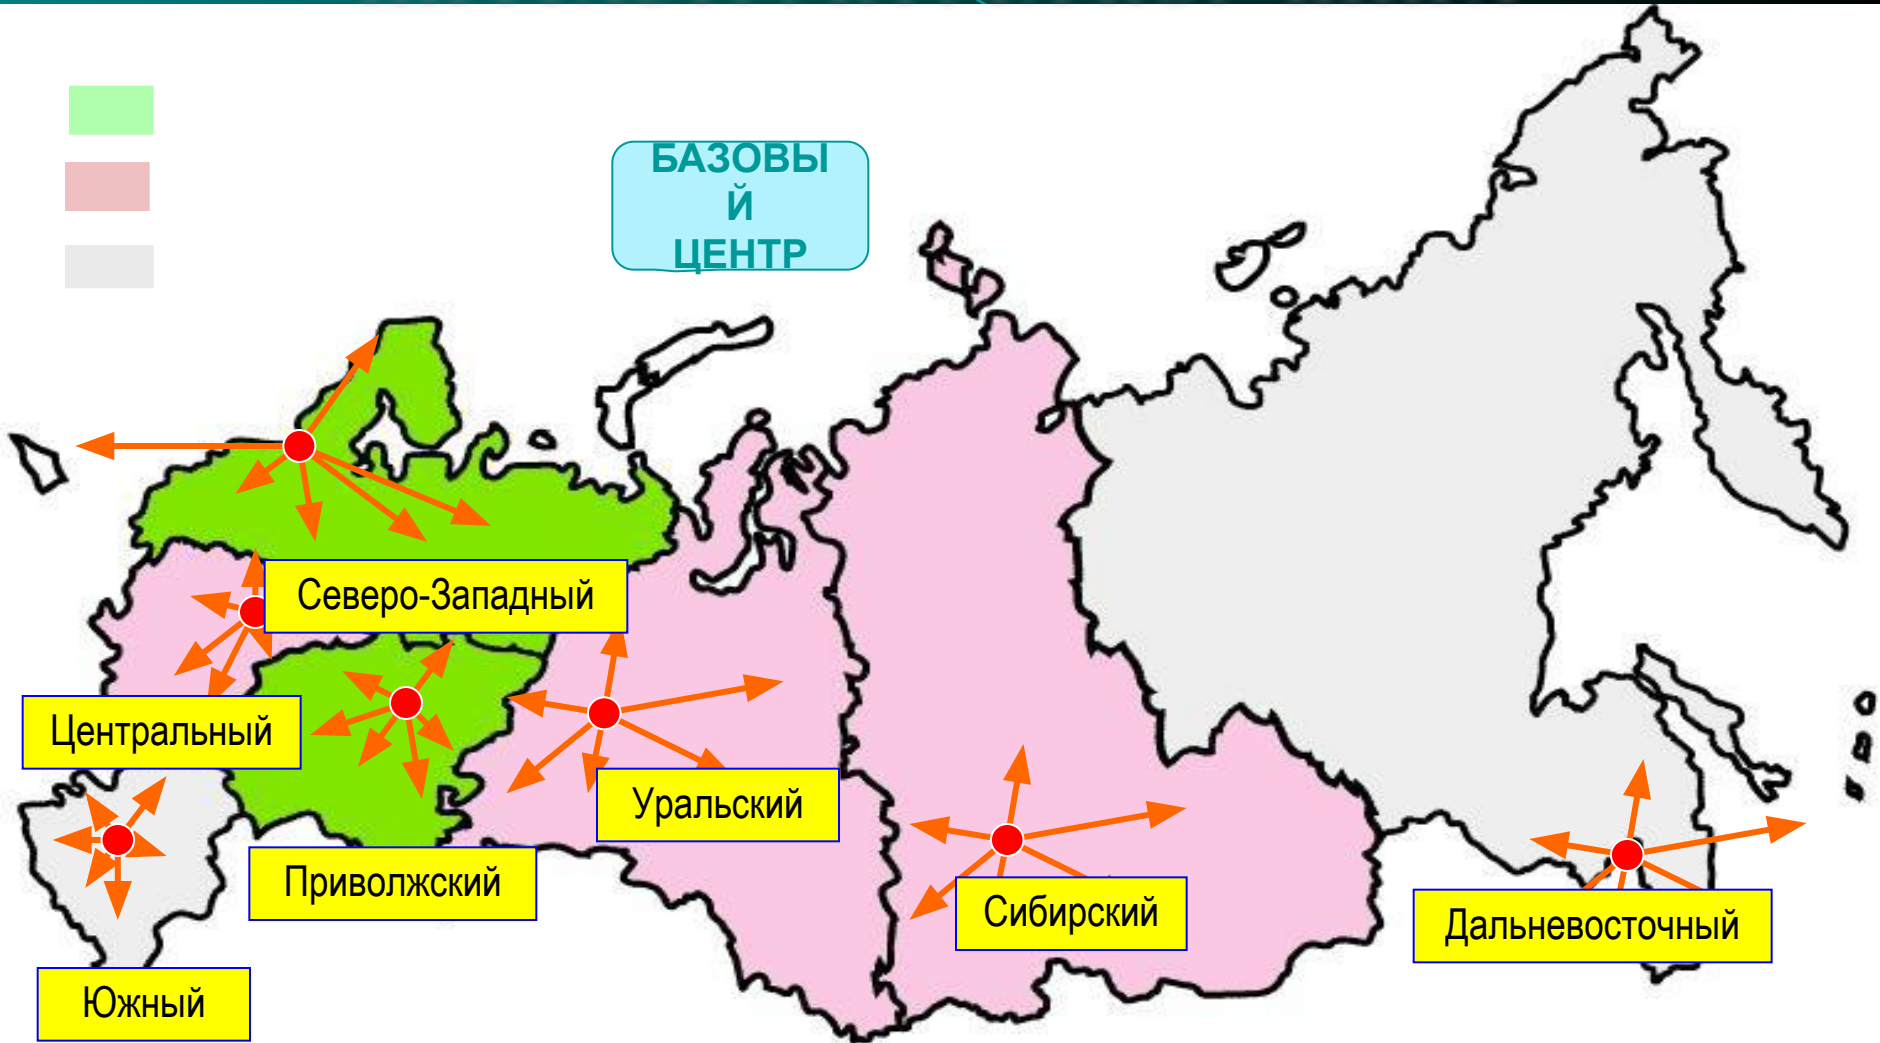 БАЗОВЫ
Й
ЦЕНТР
Северо-Западный
Центральный
Уральский
Приволжский
Сибирский
Дальневосточный
Южный